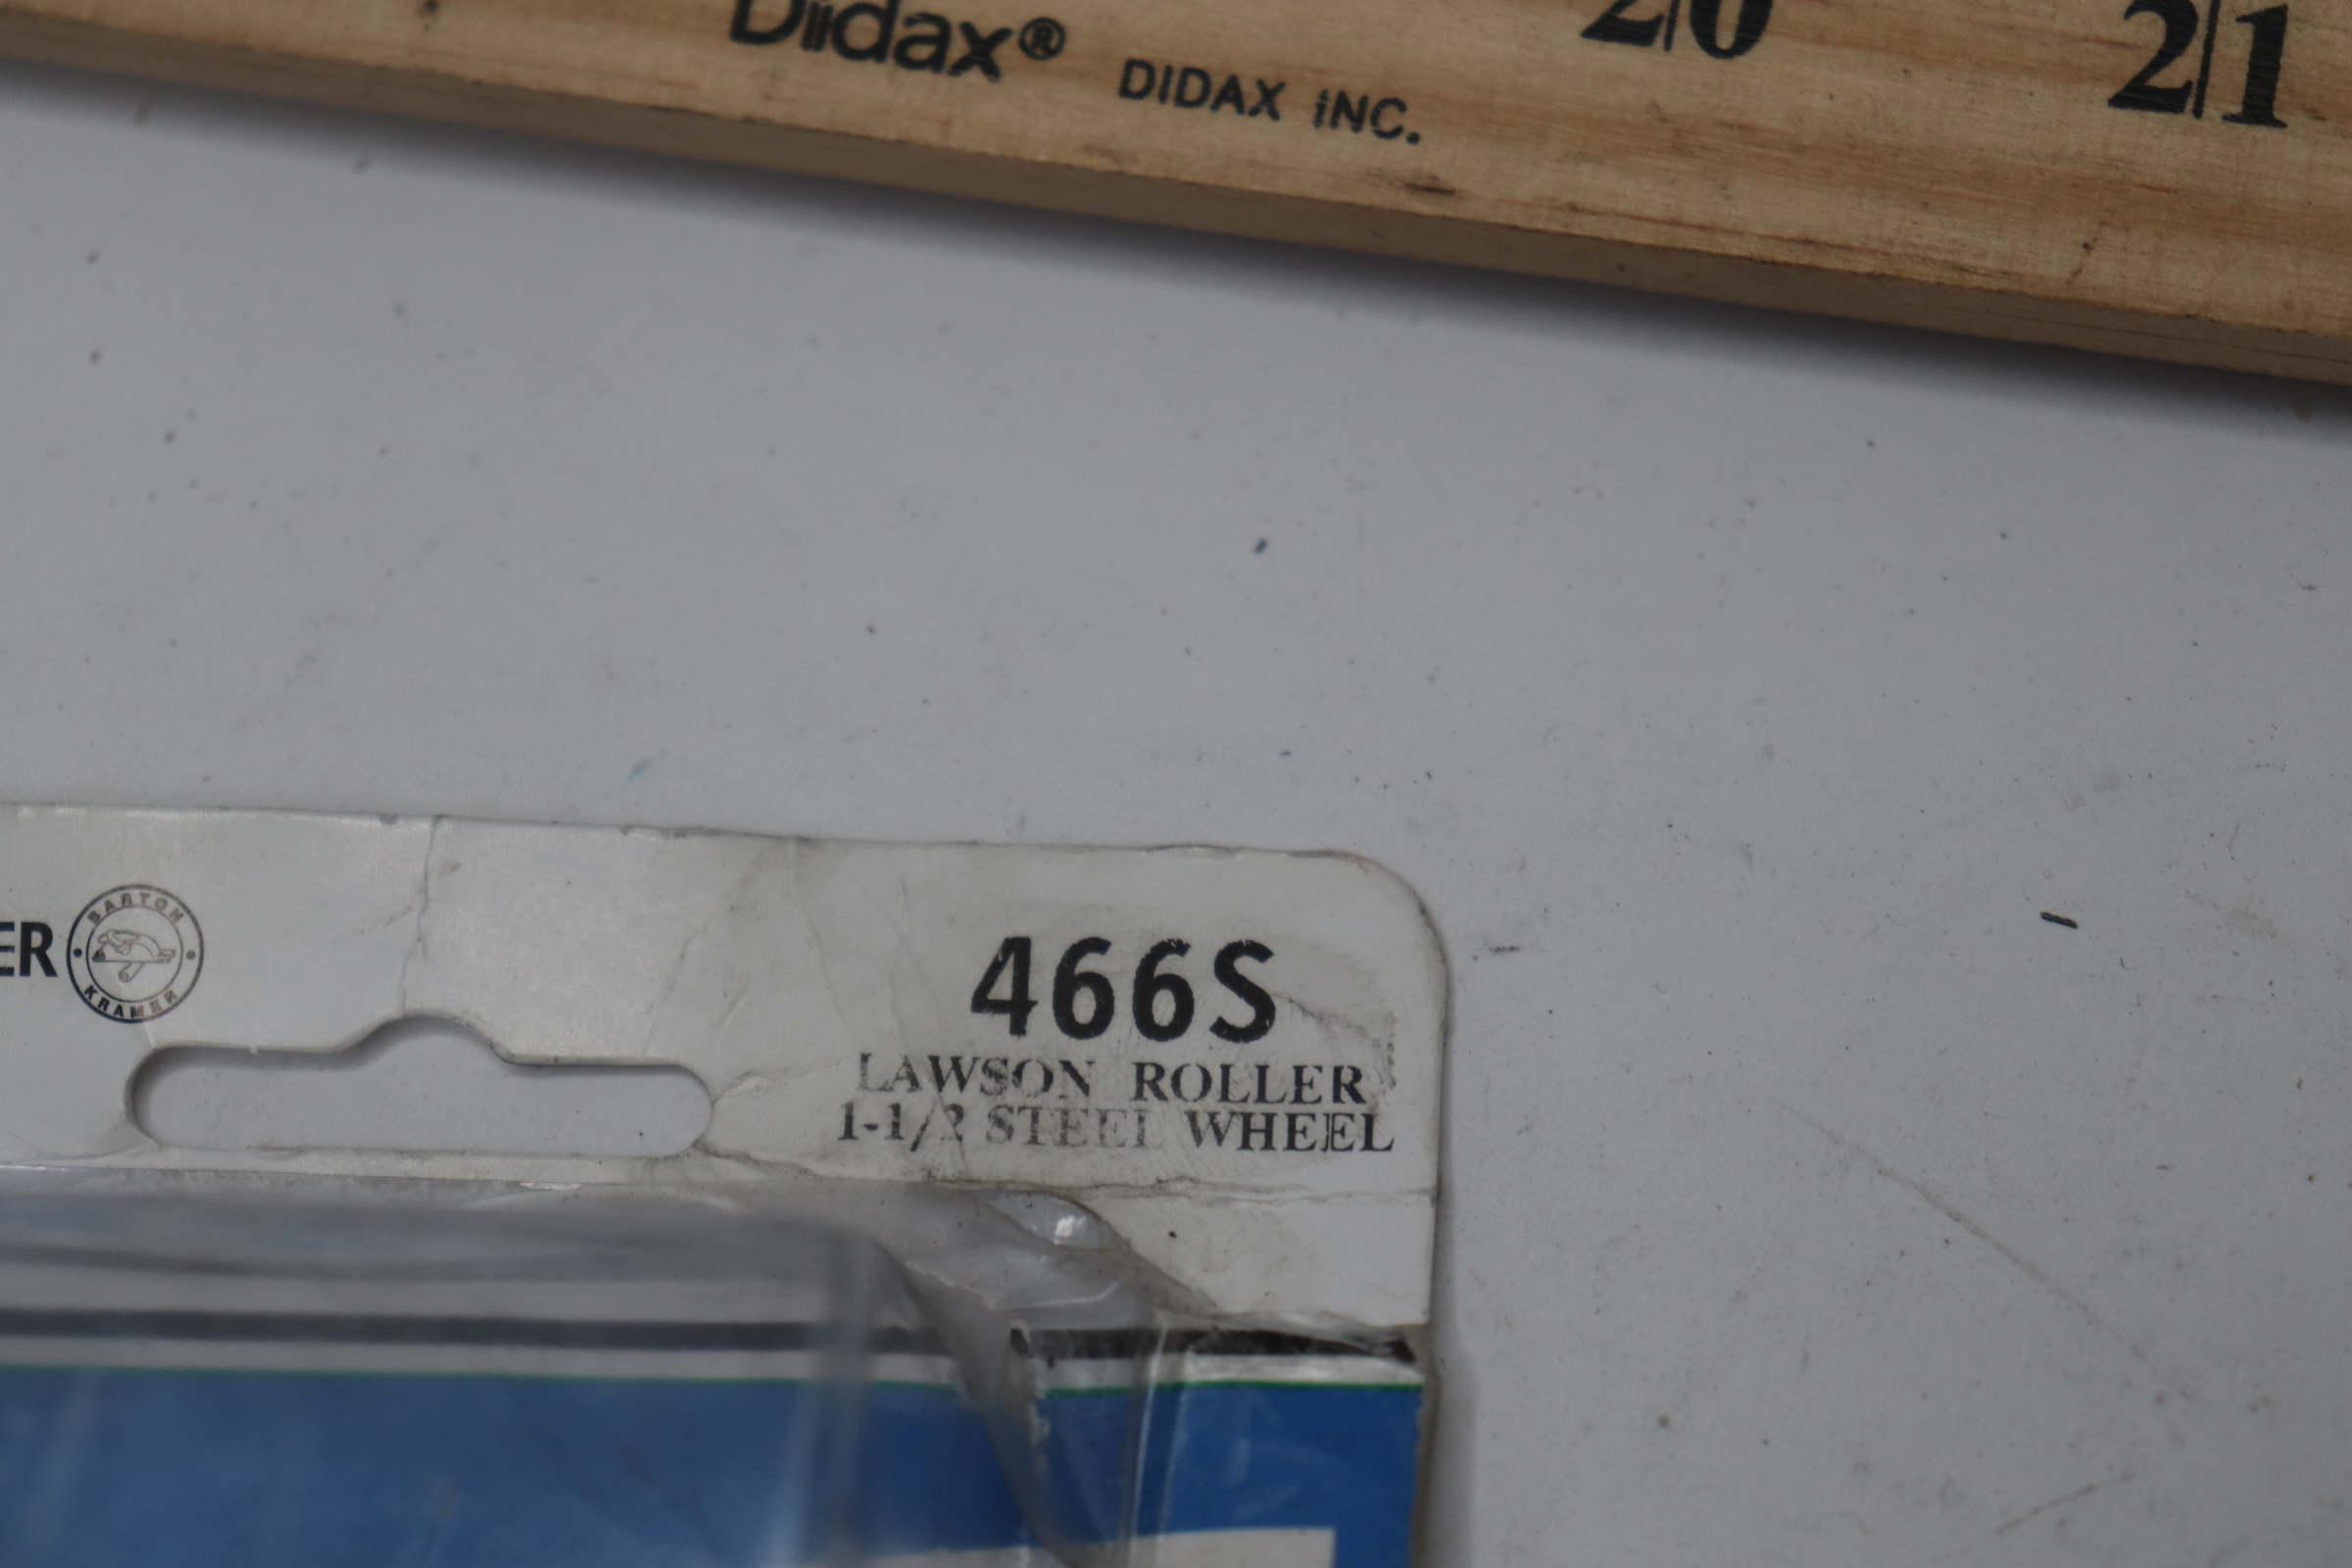 Didax®
DIDAX INC.
20
21
ER
BARTON
KRAMER
466S
LAWSON ROLLER
1-1/2 STEEL WHEEL